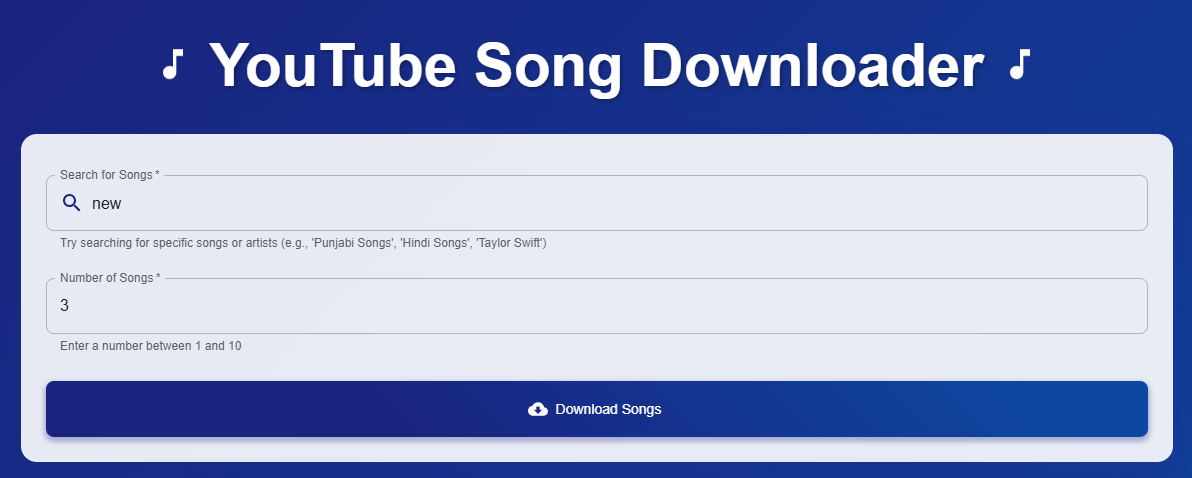 YouTube Song Downloader
Search for Songs *
new
Try searching for specific songs or artists (e.g., 'Punjabi Songs', 'Hindi Songs', 'Taylor Swift')
Number of Songs *
3
Enter a number between 1 and 10
Download Songs